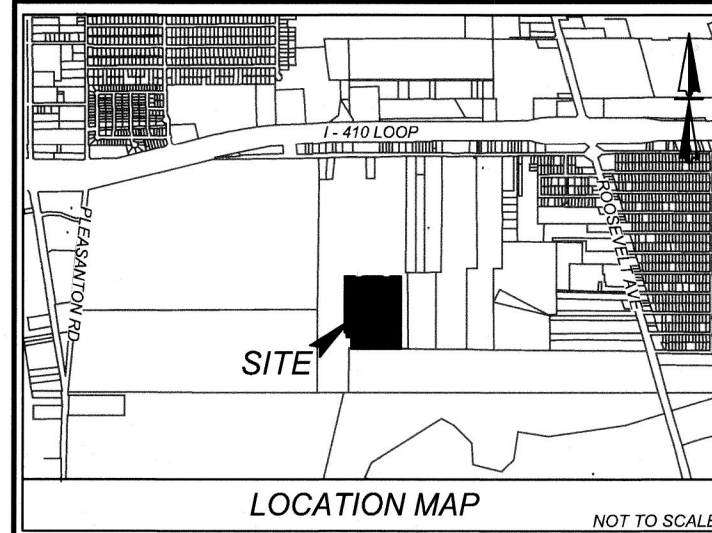 I - 410 LOOP
PLEASANTON RD
ROOSEVELT AVE
SITE
LOCATION MAP
NOT TO SCALE